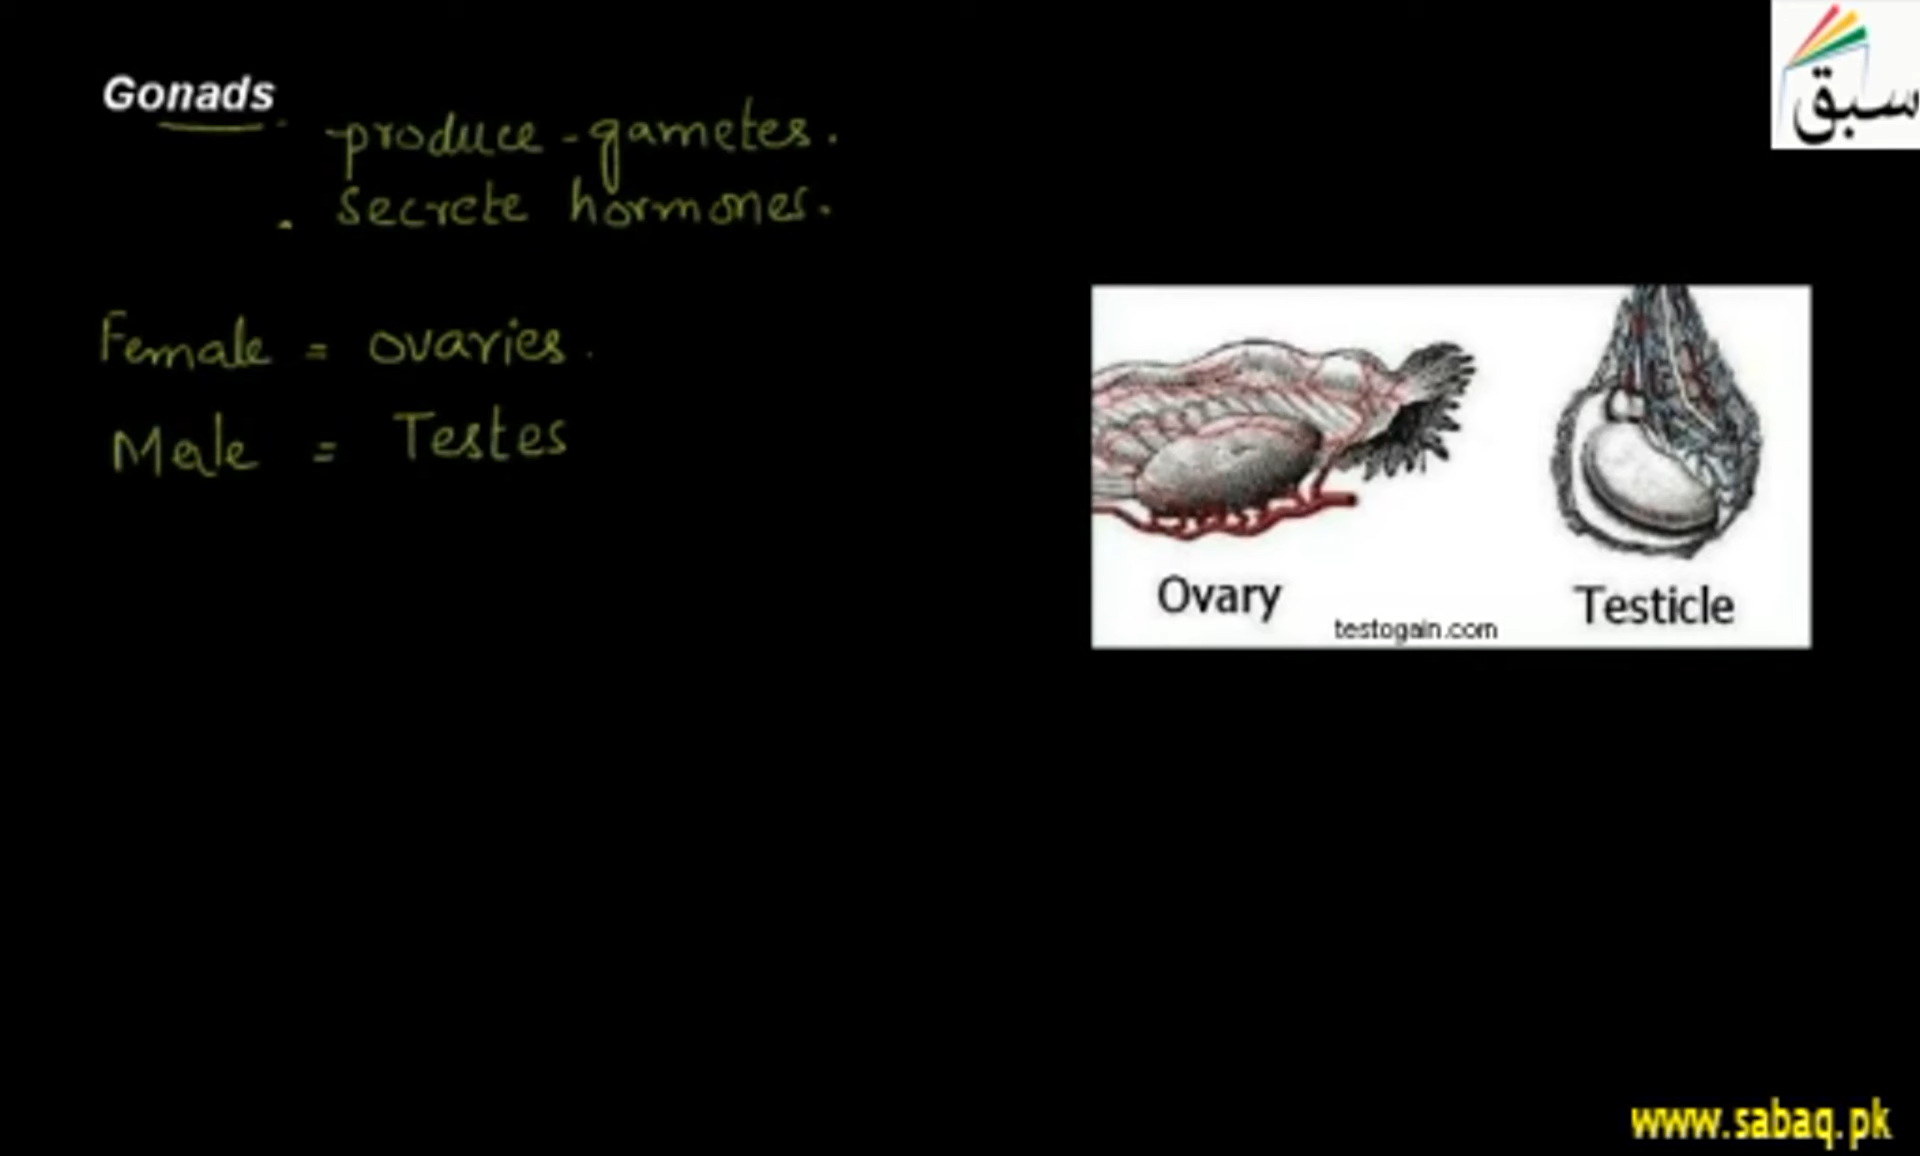 Gonads
سبق
produce - gametes.
. secrete hormones.
Female = ovaries.
Male = Testes
Ovary
Testicle
testogain.com
www.sabaq.pk